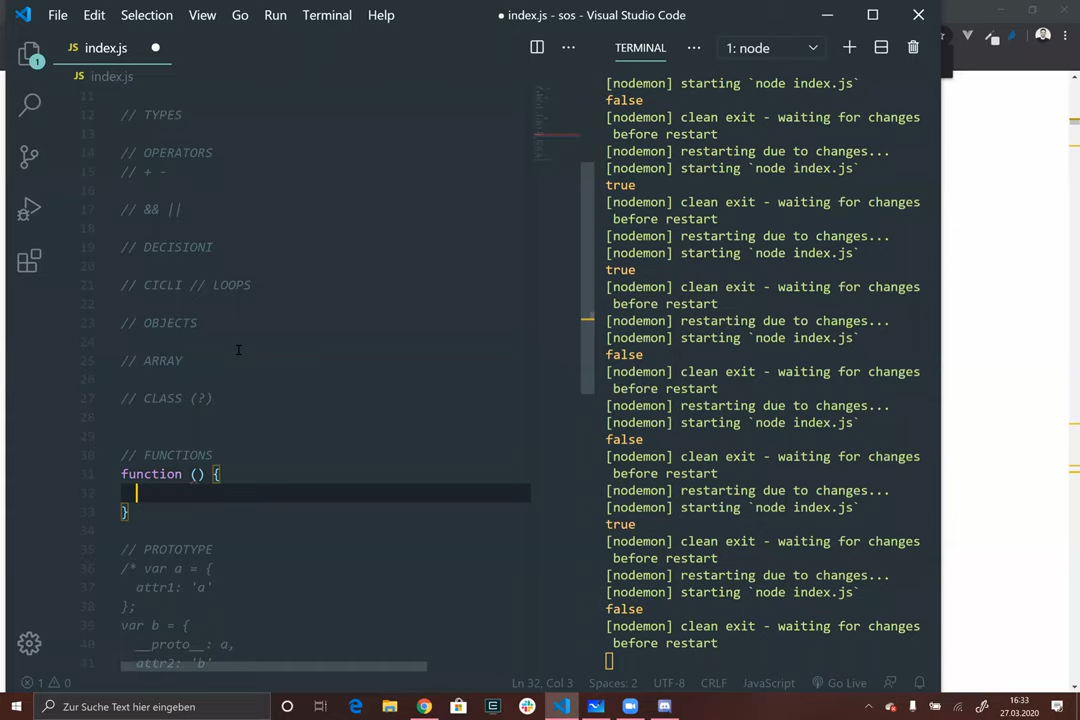 File Edit Selection View Go Run Terminal Help
● index.js - sos - Visual Studio Code
JS index.js ●
JS index.js
11
12 // TYPES
13
14 // OPERATORS
15 // + -
16
17 // && ||
18
19 // DECISIONI
20
21 // CICLI // LOOPS
22
23 // OBJECTS
24
25 // ARRAY
26
27 // CLASS (?)
28
29
30 // FUNCTIONS
31 function () {
32
33 }
34
35 // PROTOTYPE
36 /* var a = {
37 attr1: 'a'
38 };
39 var b = {
40 __proto__: a,
41 attr2: 'b'
TERMINAL ... 1: node
[nodemon] starting `node index.js`
false
[nodemon] clean exit - waiting for changes
before restart
[nodemon] restarting due to changes...
[nodemon] starting `node index.js`
true
[nodemon] clean exit - waiting for changes
before restart
[nodemon] restarting due to changes...
[nodemon] starting `node index.js`
true
[nodemon] clean exit - waiting for changes
before restart
[nodemon] restarting due to changes...
[nodemon] starting `node index.js`
false
[nodemon] clean exit - waiting for changes
before restart
[nodemon] restarting due to changes...
[nodemon] starting `node index.js`
false
[nodemon] clean exit - waiting for changes
before restart
[nodemon] restarting due to changes...
[nodemon] starting `node index.js`
true
[nodemon] clean exit - waiting for changes
before restart
[nodemon] restarting due to changes...
[nodemon] starting `node index.js`
false
[nodemon] clean exit - waiting for changes
before restart
1
1 0
Ln 32, Col 3 Spaces: 2 UTF-8 CRLF JavaScript Go Live
Zur Suche Text hier eingeben
16:33
27.03.2020